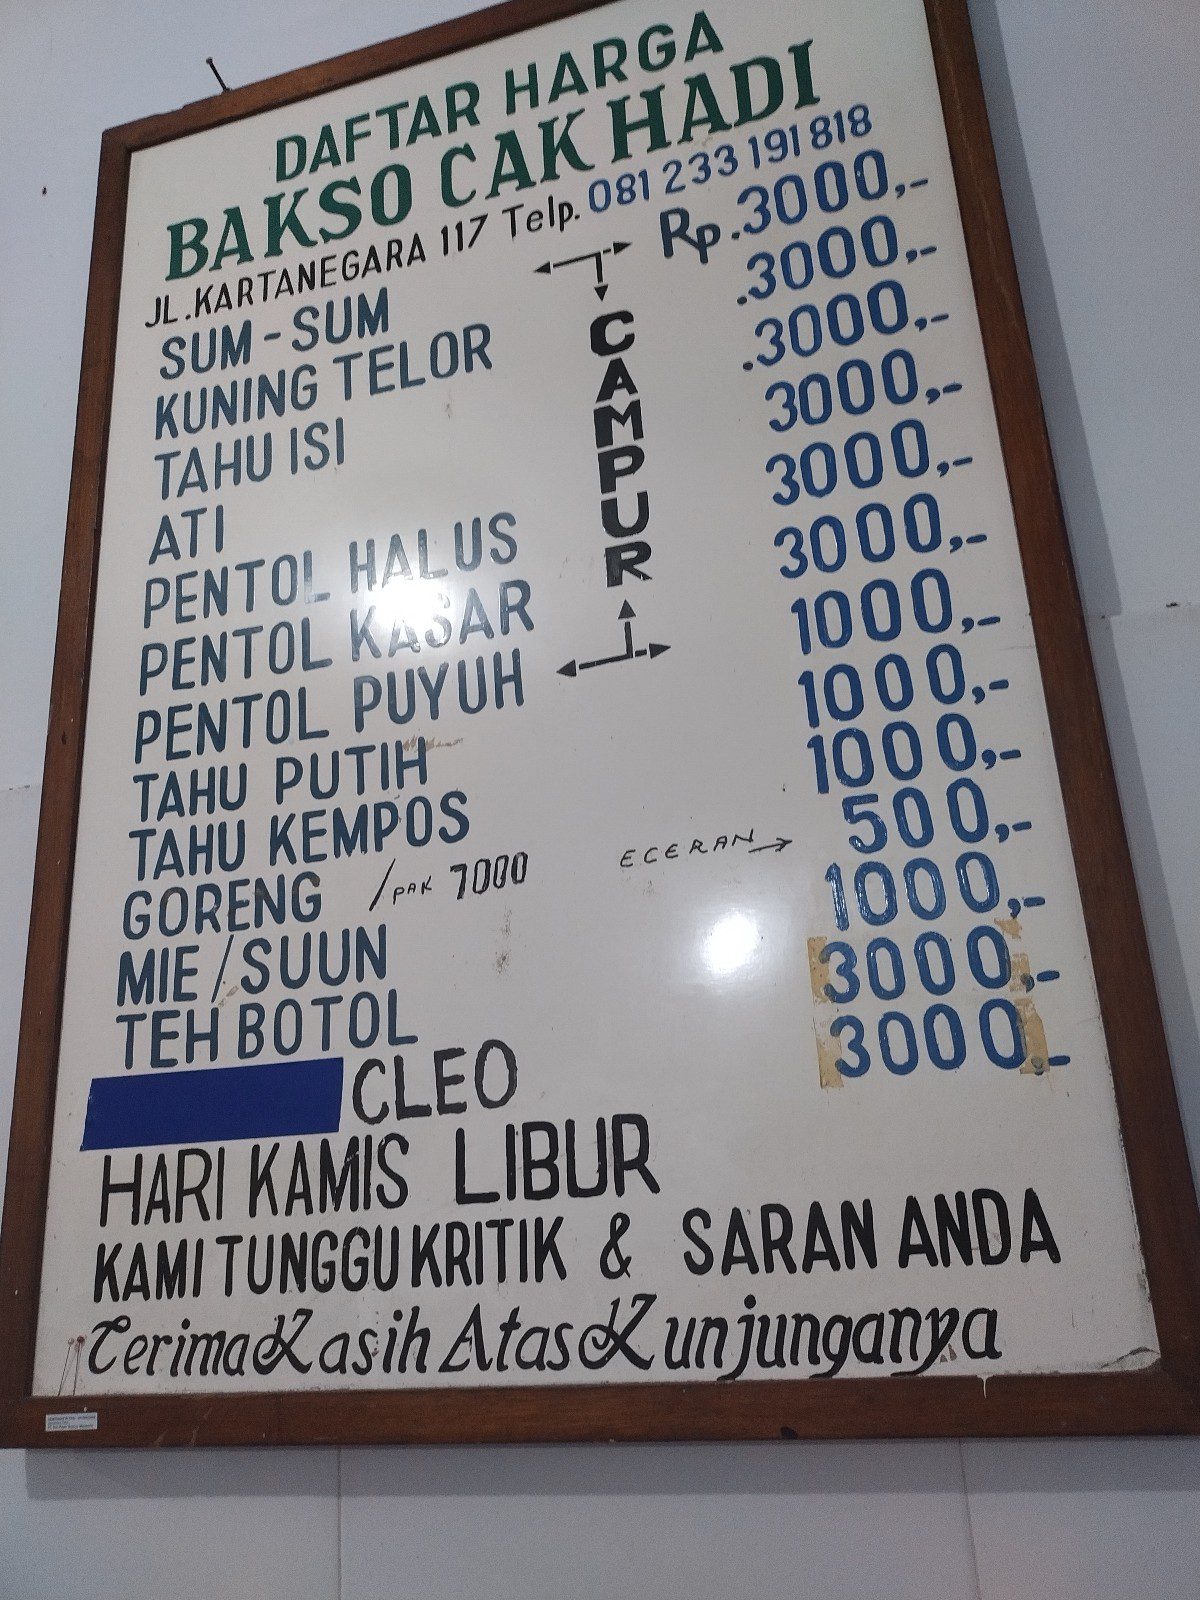 DAFTAR HARGA
BAKSO CAK HADI
JL.KARTANEGARA 117 Telp. 081 233 191 818
SUM-SUM Rp.3000,-
KUNING TELOR .3000,-
TAHU ISI .3000,-
ATI 3000,-
PENTOL HALUS 3000,-
PENTOL KASAR 3000,-
PENTOL PUYUH 1000,-
CAMPUR
TAHU PUTIH 1000,-
TAHU KEMPOS 1000,-
GORENG /PAK 7000 ECERAN 500,-
MIE/SUUN 1000,-
TEH BOTOL 3000,-
CLEO 3000,-
HARI KAMIS LIBUR
KAMI TUNGGU KRITIK & SARAN ANDA
Terima Kasih Atas Kunjunganya